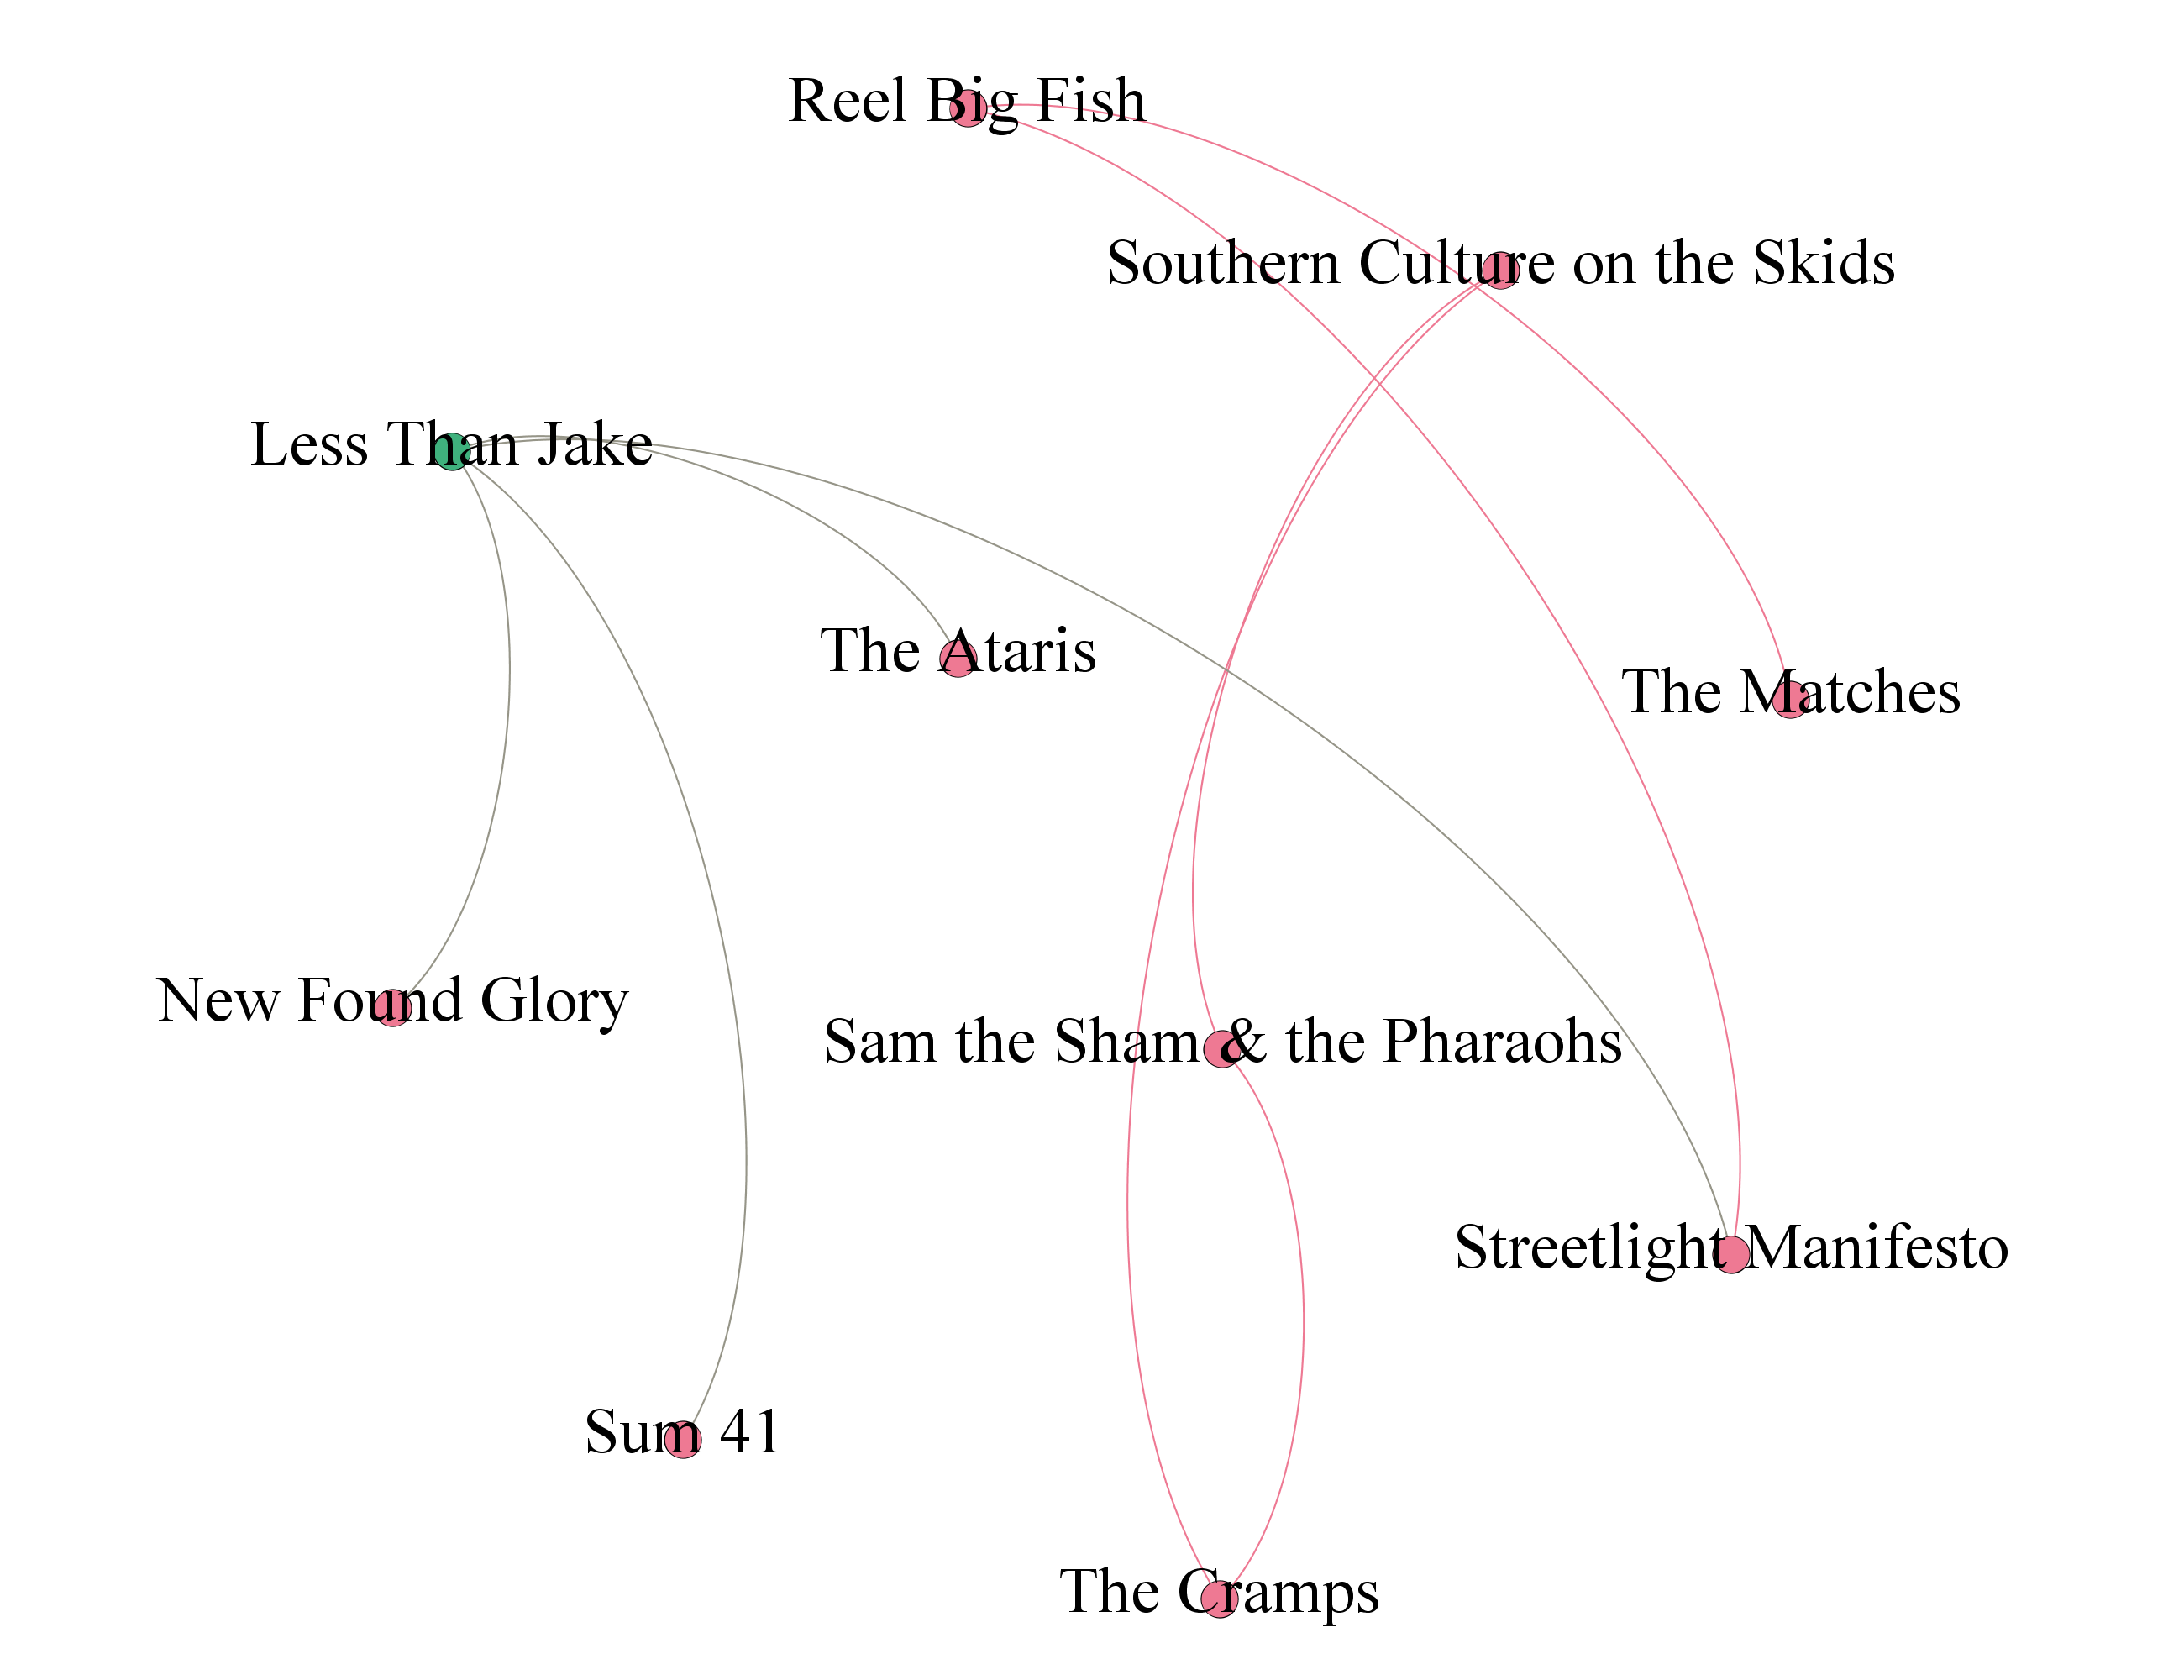 Reel Big Fish
Southern Culture on the Skids
Less Than Jake
The Ataris
The Matches
New Found Glory
Sam the Sham & the Pharaohs
Streetlight Manifesto
Sum 41
The Cramps